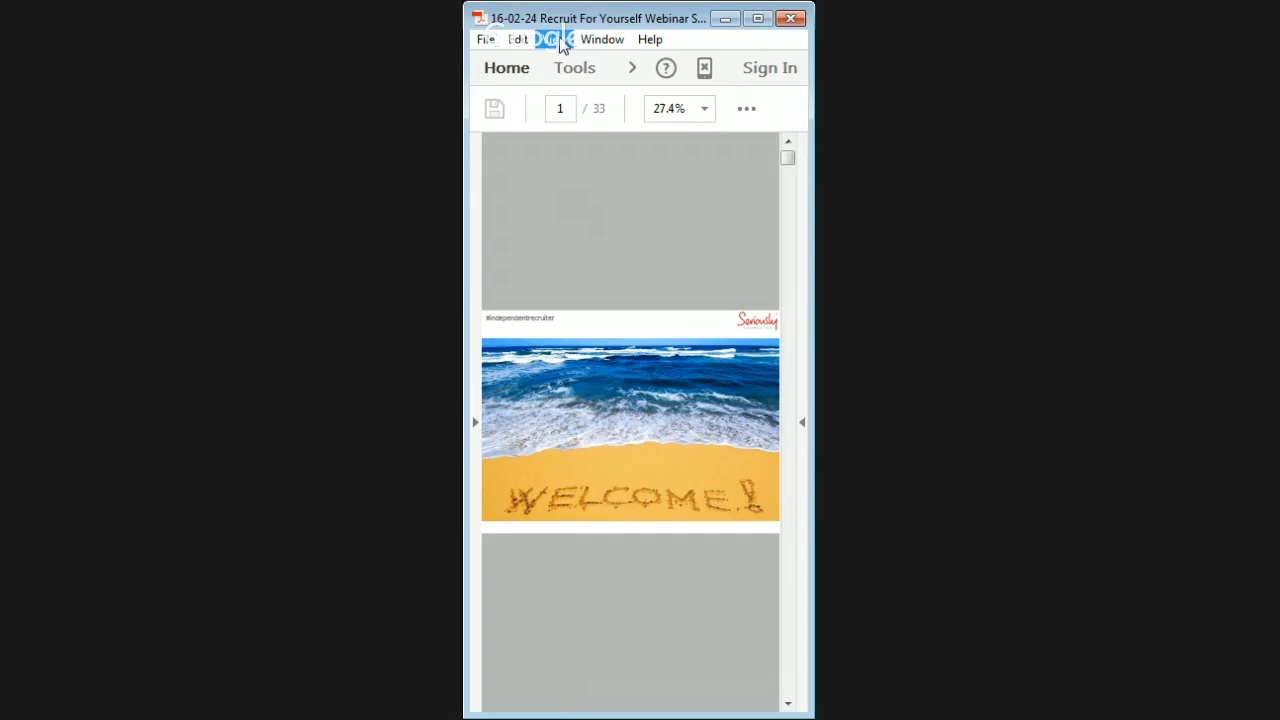 16-02-24 Recruit For Yourself Webinar S...
File Edit Window Help
Home Tools Sign In
1 / 33 27.4%
#independentrecruiter
Seriously
WELCOME!